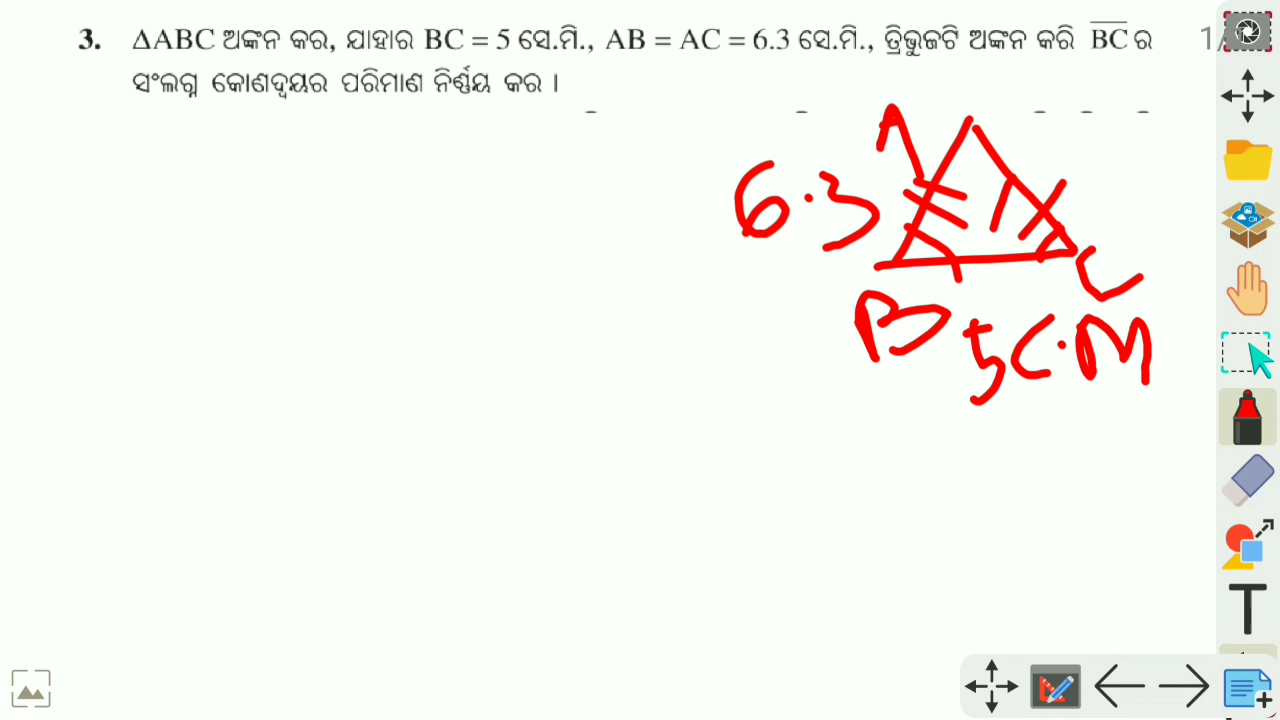 3. ΔABC ଅଙ୍କନ କର, ଯାହାର BC = 5 ସେ.ମି., AB = AC = 6.3 ସେ.ମି., ତ୍ରିଭୁଜଟି ଅଙ୍କନ କରି BC ର
ସଂଲଗ୍ନ କୋଣଦ୍ୱୟର ପରିମାଣ ନିର୍ଣ୍ଣୟ କର ।
6.3
B
C
5 C.M
T